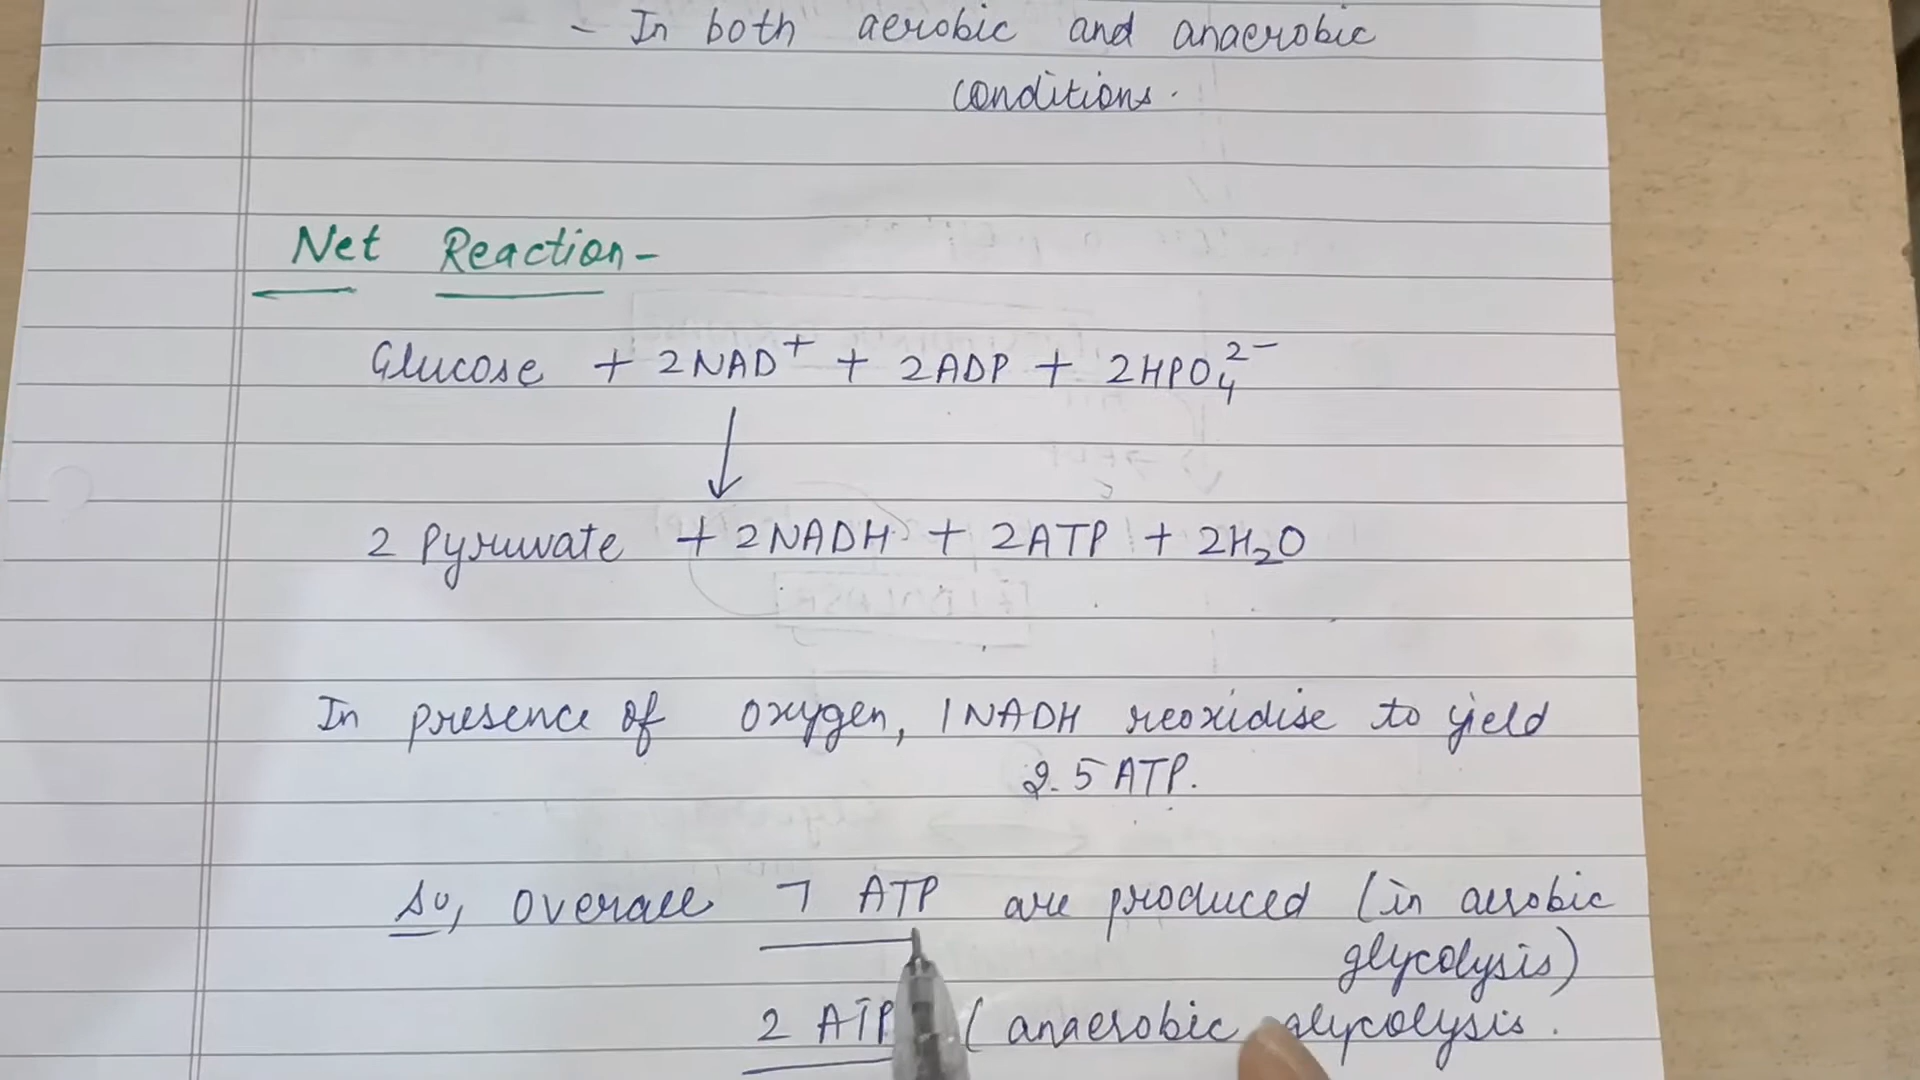 - In both aerobic and anaerobic
conditions.
Net Reaction-
Glucose + 2NAD⁺ + 2ADP + 2HPO₄²⁻
↓
2 Pyruvate + 2NADH + 2ATP + 2H₂O
In presence of oxygen, 1NADH reoxidise to yield
2.5 ATP.
So, overall 7 ATP are produced (in aerobic
glycolysis)
2 ATP (anaerobic glycolysis.